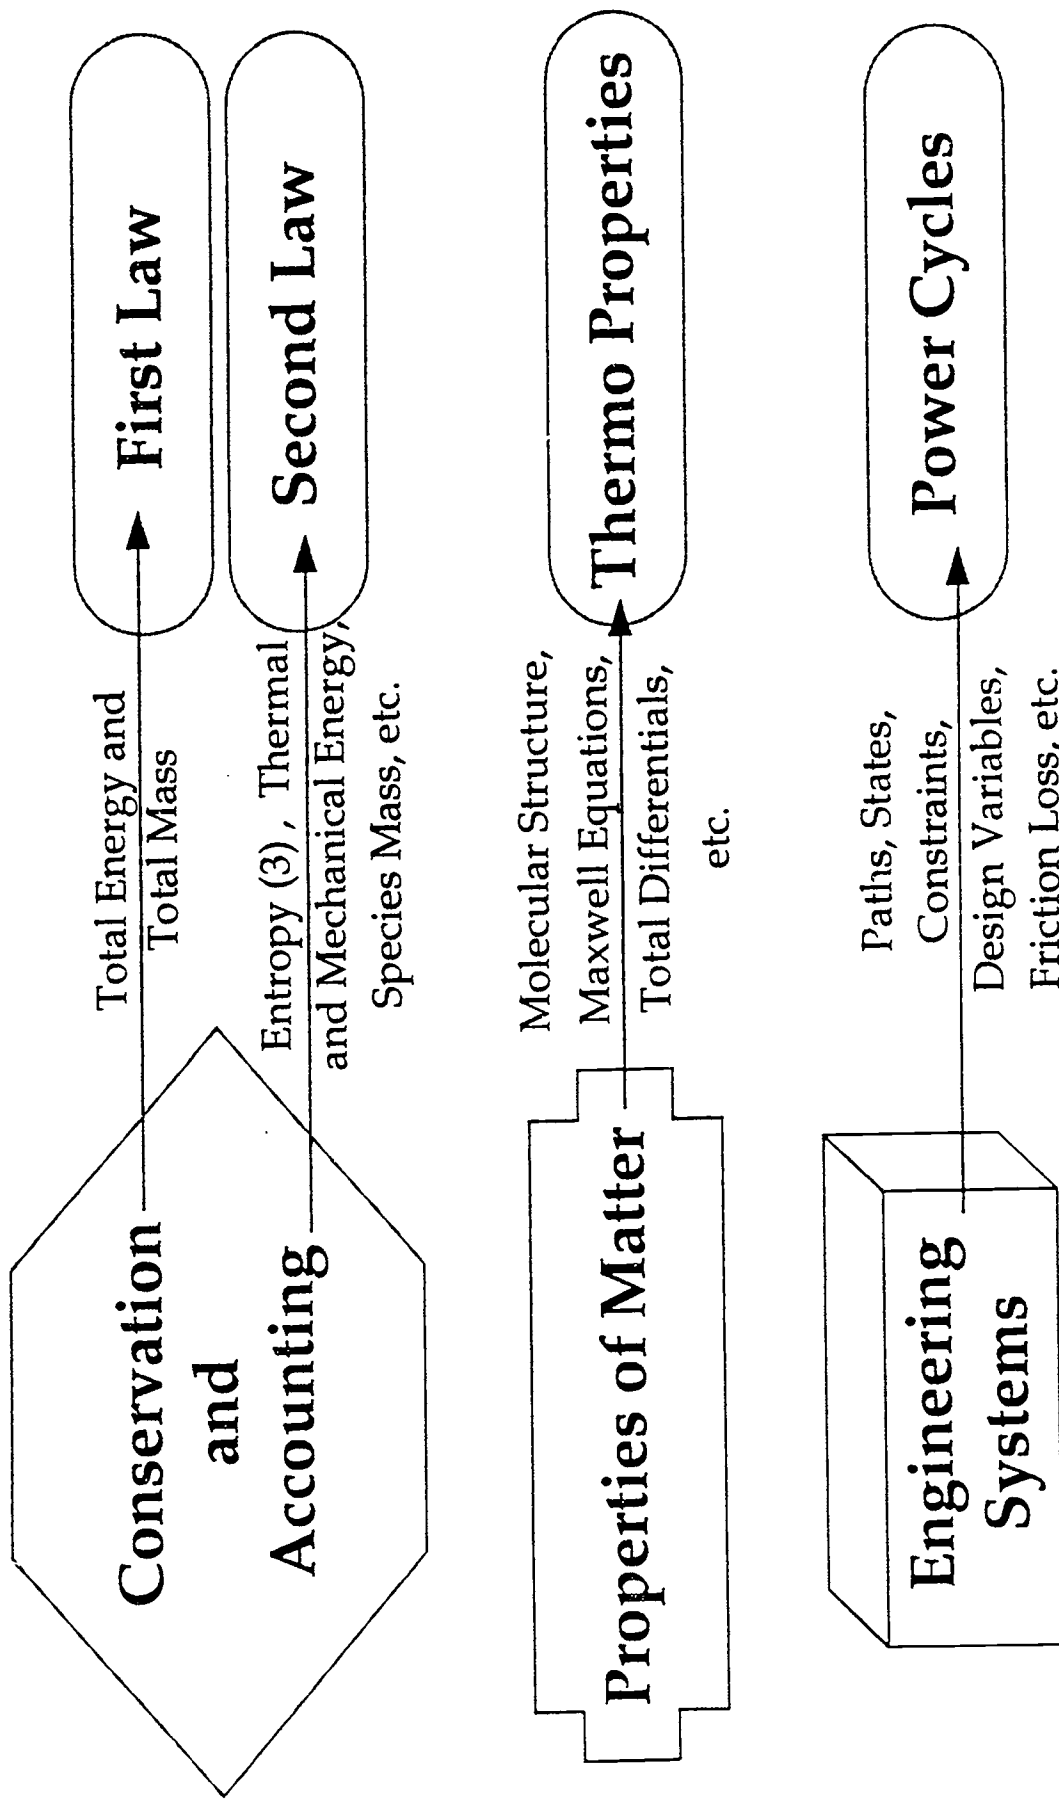 Conservation
and
Accounting
Total Energy and
Total Mass
First Law
Entropy (3), Thermal
and Mechanical Energy,
Species Mass, etc.
Second Law
Properties of Matter
Molecular Structure,
Maxwell Equations,
Total Differentials,
etc.
Thermo Properties
Engineering
Systems
Paths, States,
Constraints,
Design Variables,
Friction Loss, etc.
Power Cycles